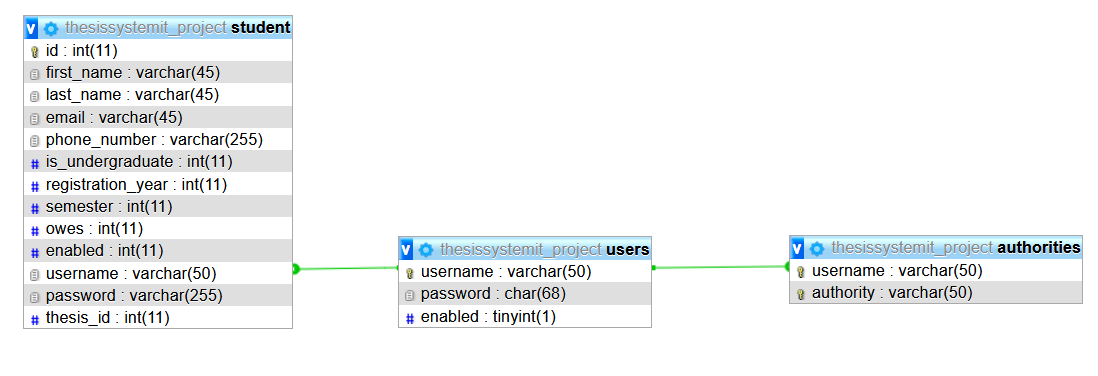 v thesissystemit_project student
id : int(11)
first_name : varchar(45)
last_name : varchar(45)
email : varchar(45)
phone_number : varchar(255)
# is_undergraduate : int(11)
# registration_year : int(11)
# semester : int(11)
# owes : int(11)
# enabled : int(11)
username : varchar(50)
password : varchar(255)
# thesis_id : int(11)
v thesissystemit_project users
username : varchar(50)
password : char(68)
# enabled : tinyint(1)
v thesissystemit_project authorities
username : varchar(50)
authority : varchar(50)